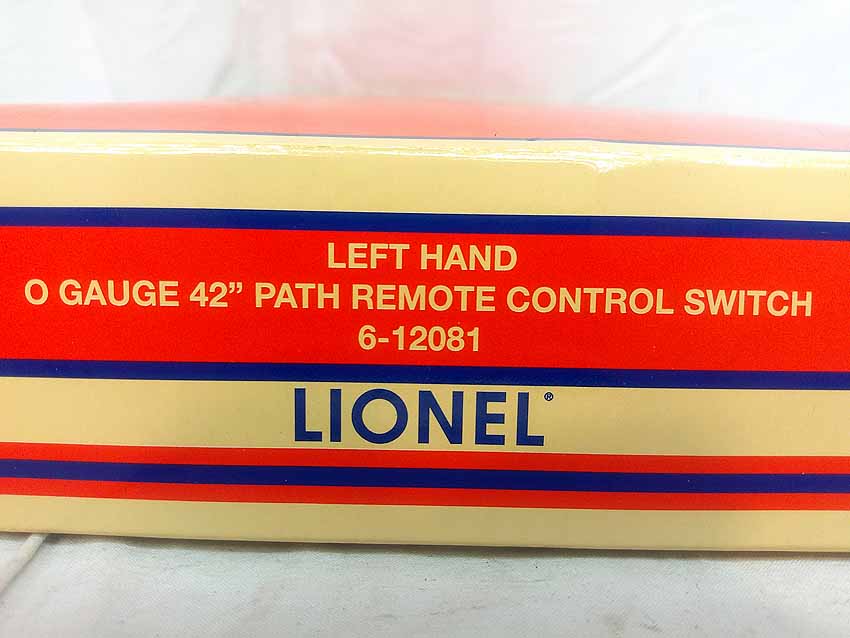 LEFT HAND
O GAUGE 42” PATH REMOTE CONTROL SWITCH
6-12081
LIONEL®